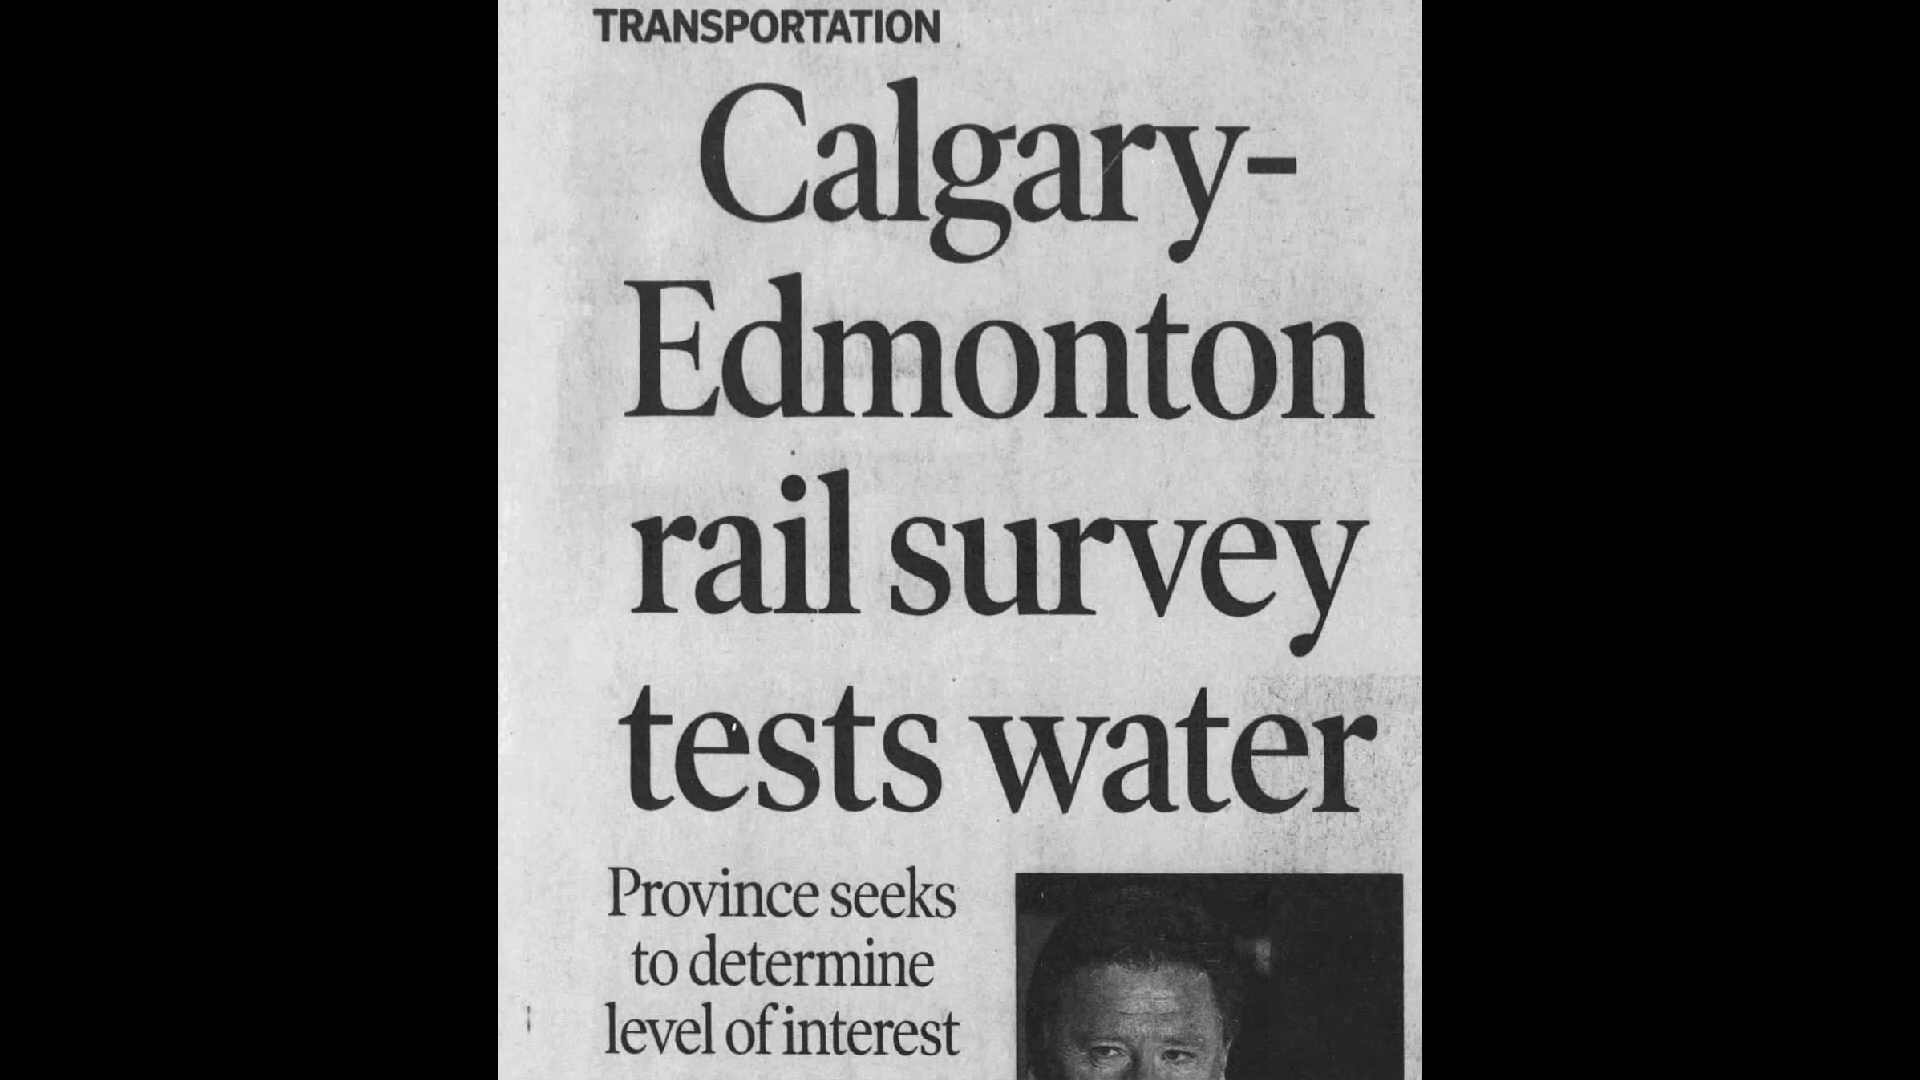 TRANSPORTATION
Calgary-
Edmonton
rail survey
tests water
Province seeks
to determine
level of interest